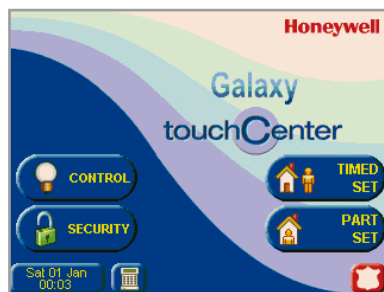 Honeywell
Galaxy
touchCenter
CONTROL
TIMED
SET
SECURITY
PART
SET
Sat 01 Jan
00:03